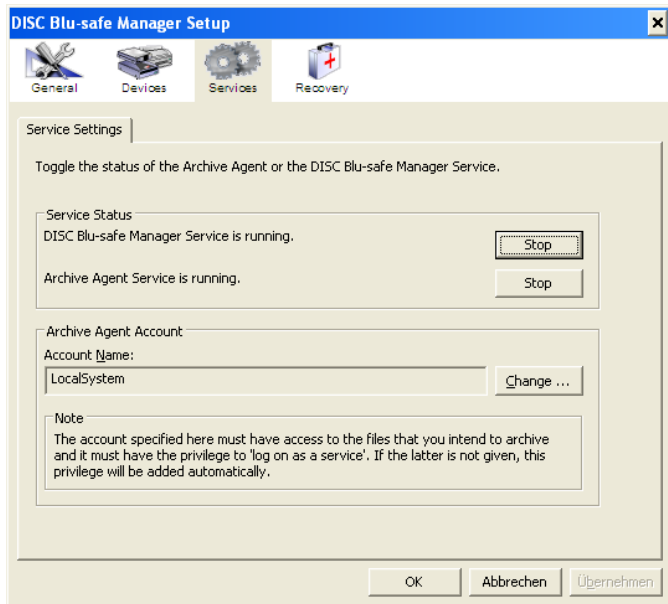 DISC Blu-safe Manager Setup
General Devices Services Recovery
Service Settings
Toggle the status of the Archive Agent or the DISC Blu-safe Manager Service.
Service Status
DISC Blu-safe Manager Service is running.
Stop
Archive Agent Service is running.
Stop
Archive Agent Account
Account Name:
LocalSystem
Change ...
Note
The account specified here must have access to the files that you intend to archive
and it must have the privilege to 'log on as a service'. If the latter is not given, this
privilege will be added automatically.
OK Abbrechen Übernehmen